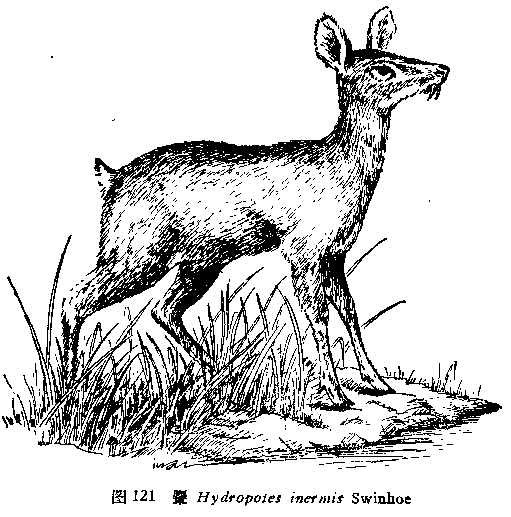 图 121 麞 Hydropotes inermis Swinhoe